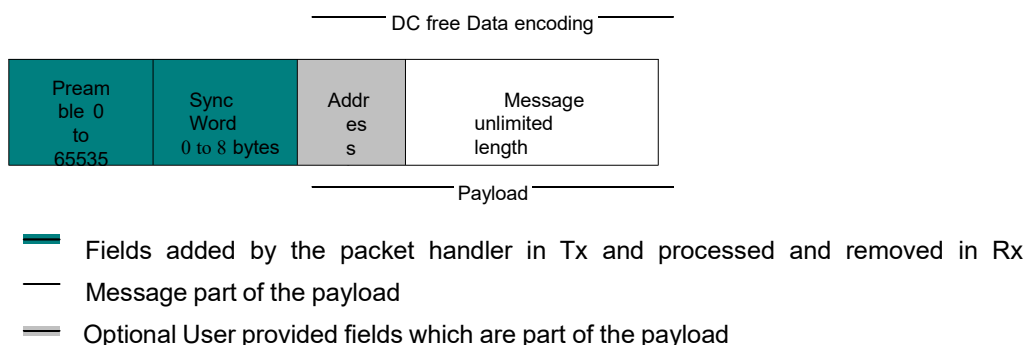 DC free Data encoding
Pream
ble 0
to
65535
Sync
Word
0 to 8 bytes
Addr
es
s
Message
unlimited
length
Payload
Fields added by the packet handler in Tx and processed and removed in Rx
Message part of the payload
Optional User provided fields which are part of the payload